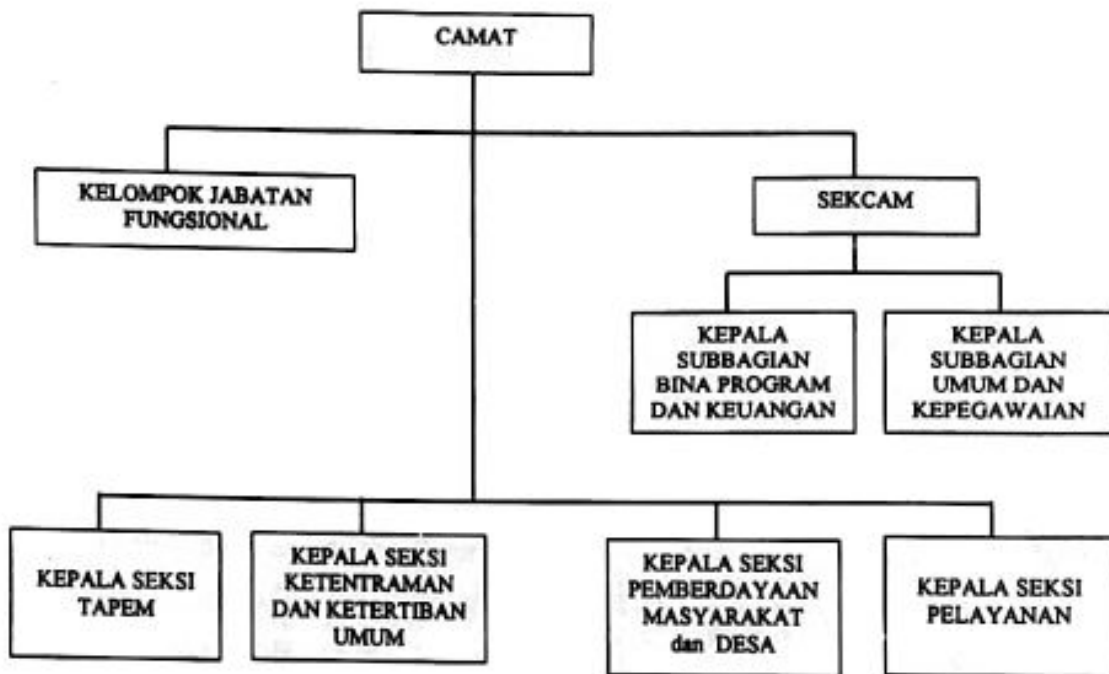 CAMAT
KELOMPOK JABATAN
FUNGSIONAL
SEKCAM
KEPALA
SUBBAGIAN
BINA PROGRAM
DAN KEUANGAN
KEPALA
SUBBAGIAN
UMUM DAN
KEPEGAWAIAN
KEPALA SEKSI
TAPEM
KEPALA SEKSI
KETENTRAMAN
DAN KETERTIBAN
UMUM
KEPALA SEKSI
PEMBERDAYAAN
MASYARAKAT
dan DESA
KEPALA SEKSI
PELAYANAN